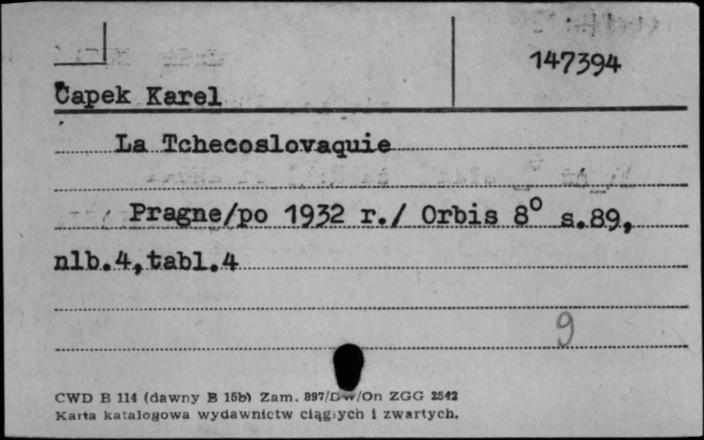 147394
Čapek Karel
La Tchecoslovaquie
Pragne/po 1932 r./ Orbis 8° s.89,
nlb.4,tabl.4
9
CWD B 114 (dawny B 15b) Zam. 897/DW/On ZGG 2542
Karta katalogowa wydawnictw ciągłych i zwartych.